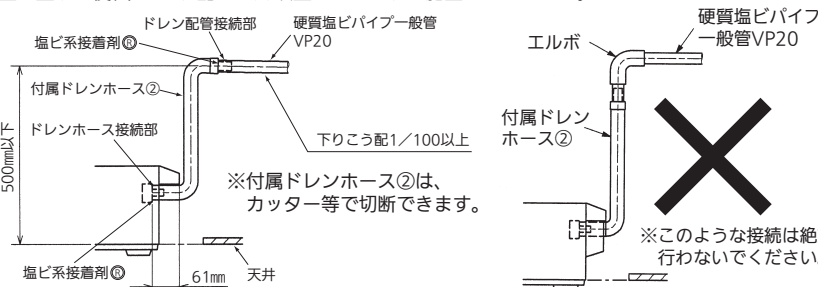 ドレン配管接続部
硬質塩ビパイプ一般管
VP20
塩ビ系接着剤Ⓡ
付属ドレンホース②
ドレンホース接続部
500㎜以下
下りこう配1／100以上
※付属ドレンホース②は、
カッター等で切断できます。
塩ビ系接着剤Ⓡ
61㎜
天井
硬質塩ビパイプ
一般管VP20
エルボ
付属ドレン
ホース②
※このような接続は絶
行わないでください